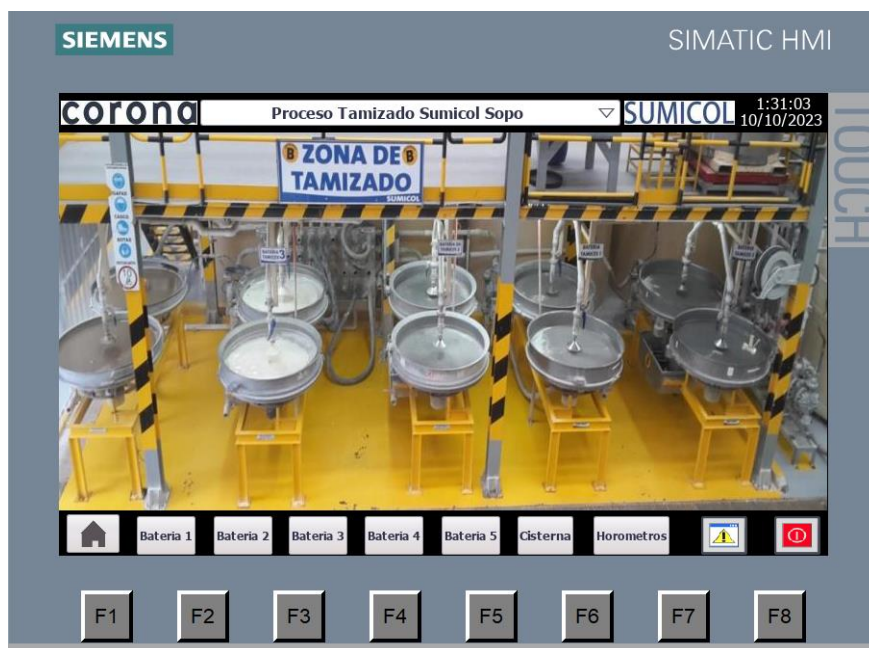 SIEMENS
SIMATIC HMI
TOUCH
corona
Proceso Tamizado Sumicol Sopo
SUMICOL
1:31:03
10/10/2023
B ZONA DE B
TAMIZADO
SUMICOL
Bateria 1
Bateria 2
Bateria 3
Bateria 4
Bateria 5
Cisterna
Horometros
F1
F2
F3
F4
F5
F6
F7
F8